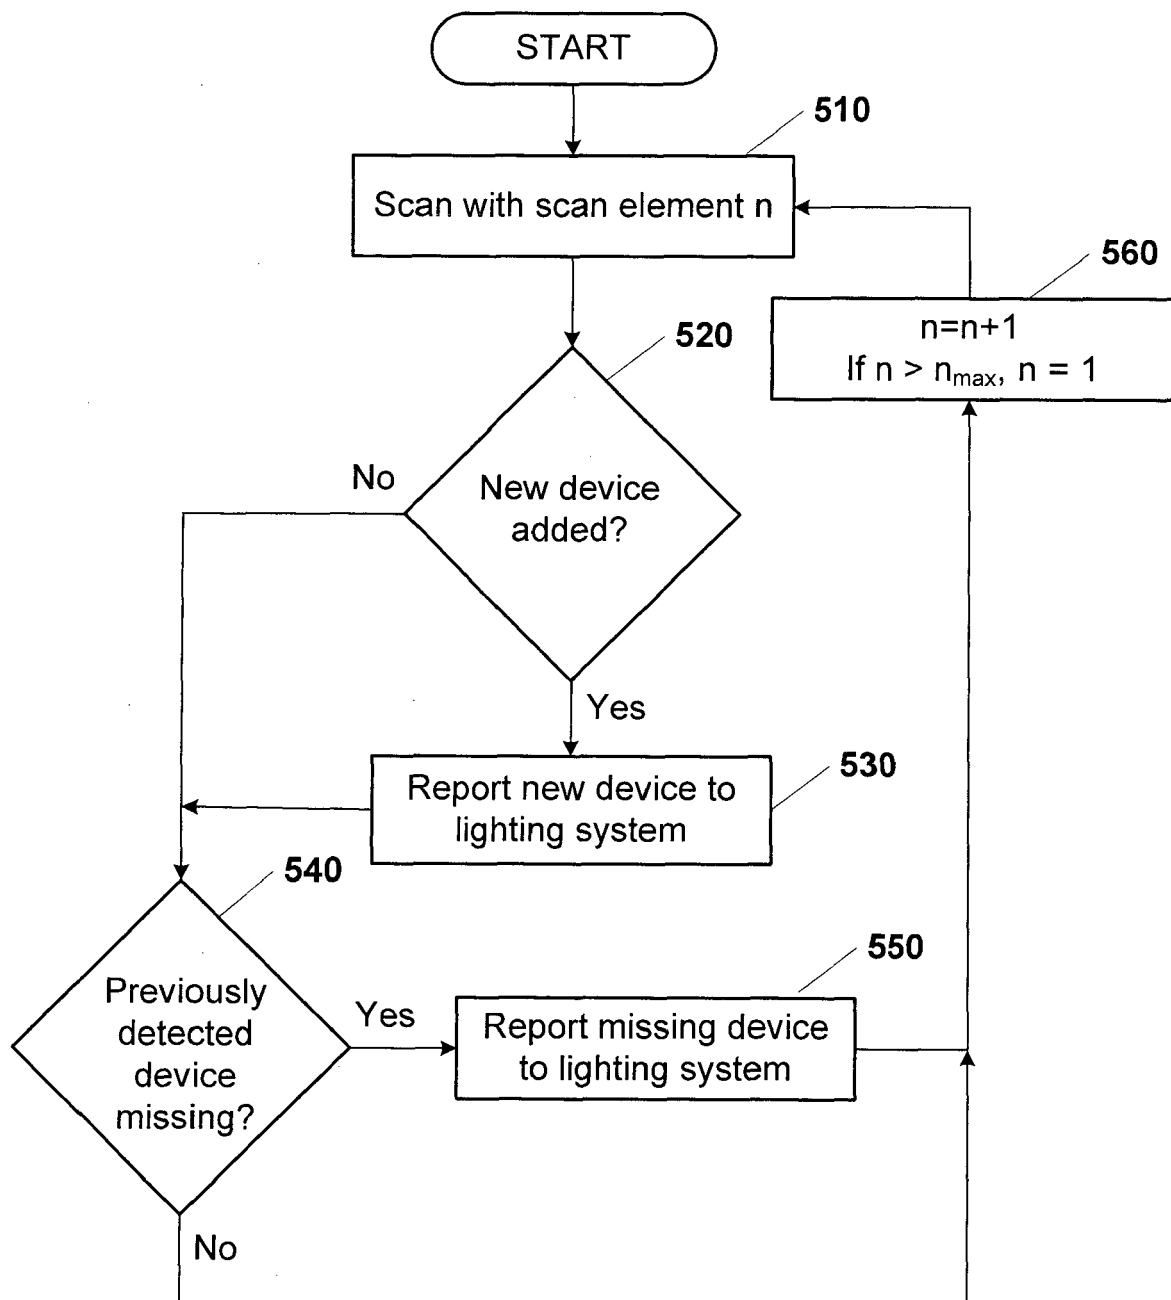 START
510
Scan with scan element n
560
n=n+1
If n > nmax, n = 1
520
No
New device
added?
Yes
530
Report new device to
lighting system
540
550
Previously
detected
device
missing?
Yes
Report missing device
to lighting system
No